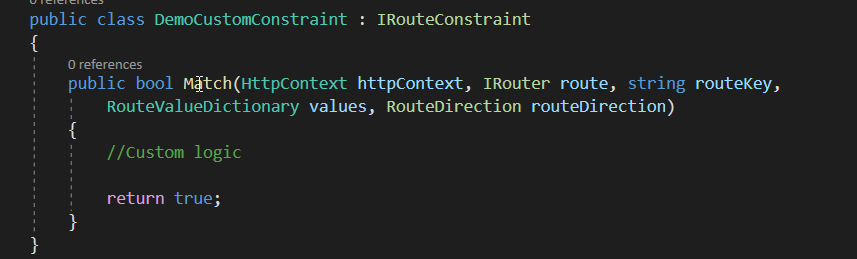 0 references
public class DemoCustomConstraint : IRouteConstraint
{
0 references
public bool Match(HttpContext httpContext, IRouter route, string routeKey,
RouteValueDictionary values, RouteDirection routeDirection)
{
//Custom logic
return true;
}
}